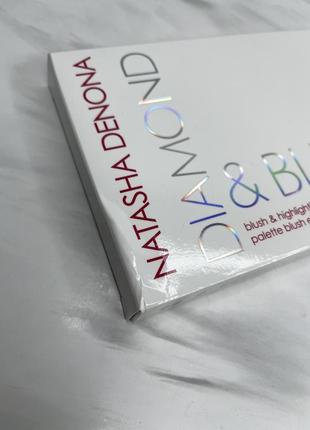 NATASHA DENONA
DIAMOND
& BL
blush & highlight
palette blush e